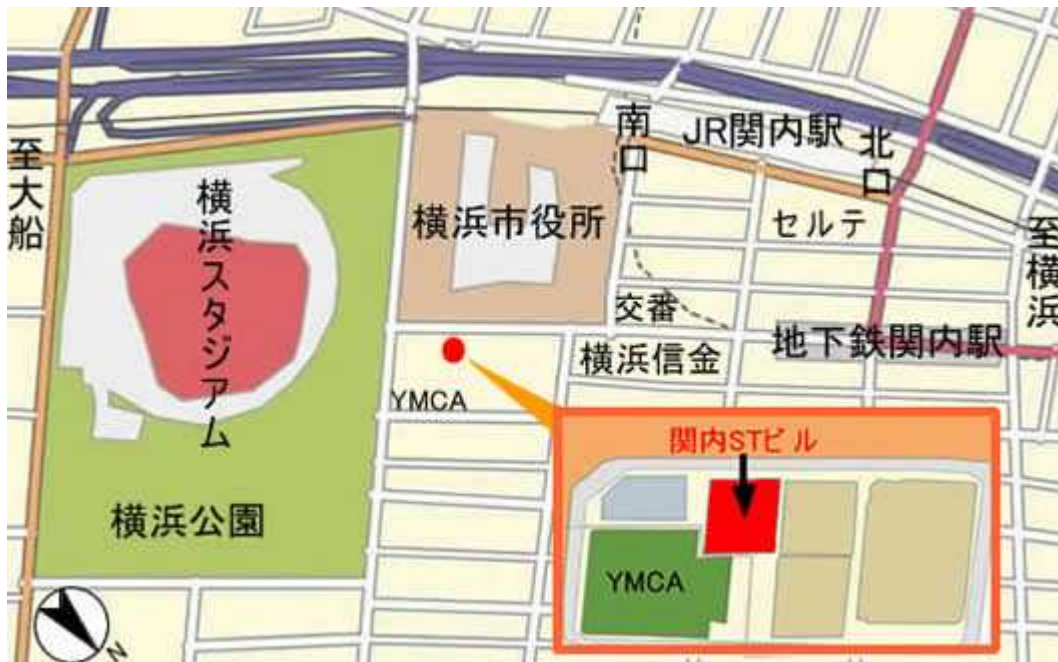 南口
JR関内駅
北口
至大船
横浜スタジアム
横浜市役所
セルテ
至横浜
交番
地下鉄関内駅
横浜信金
YMCA
関内STビル
横浜公園
YMCA
N